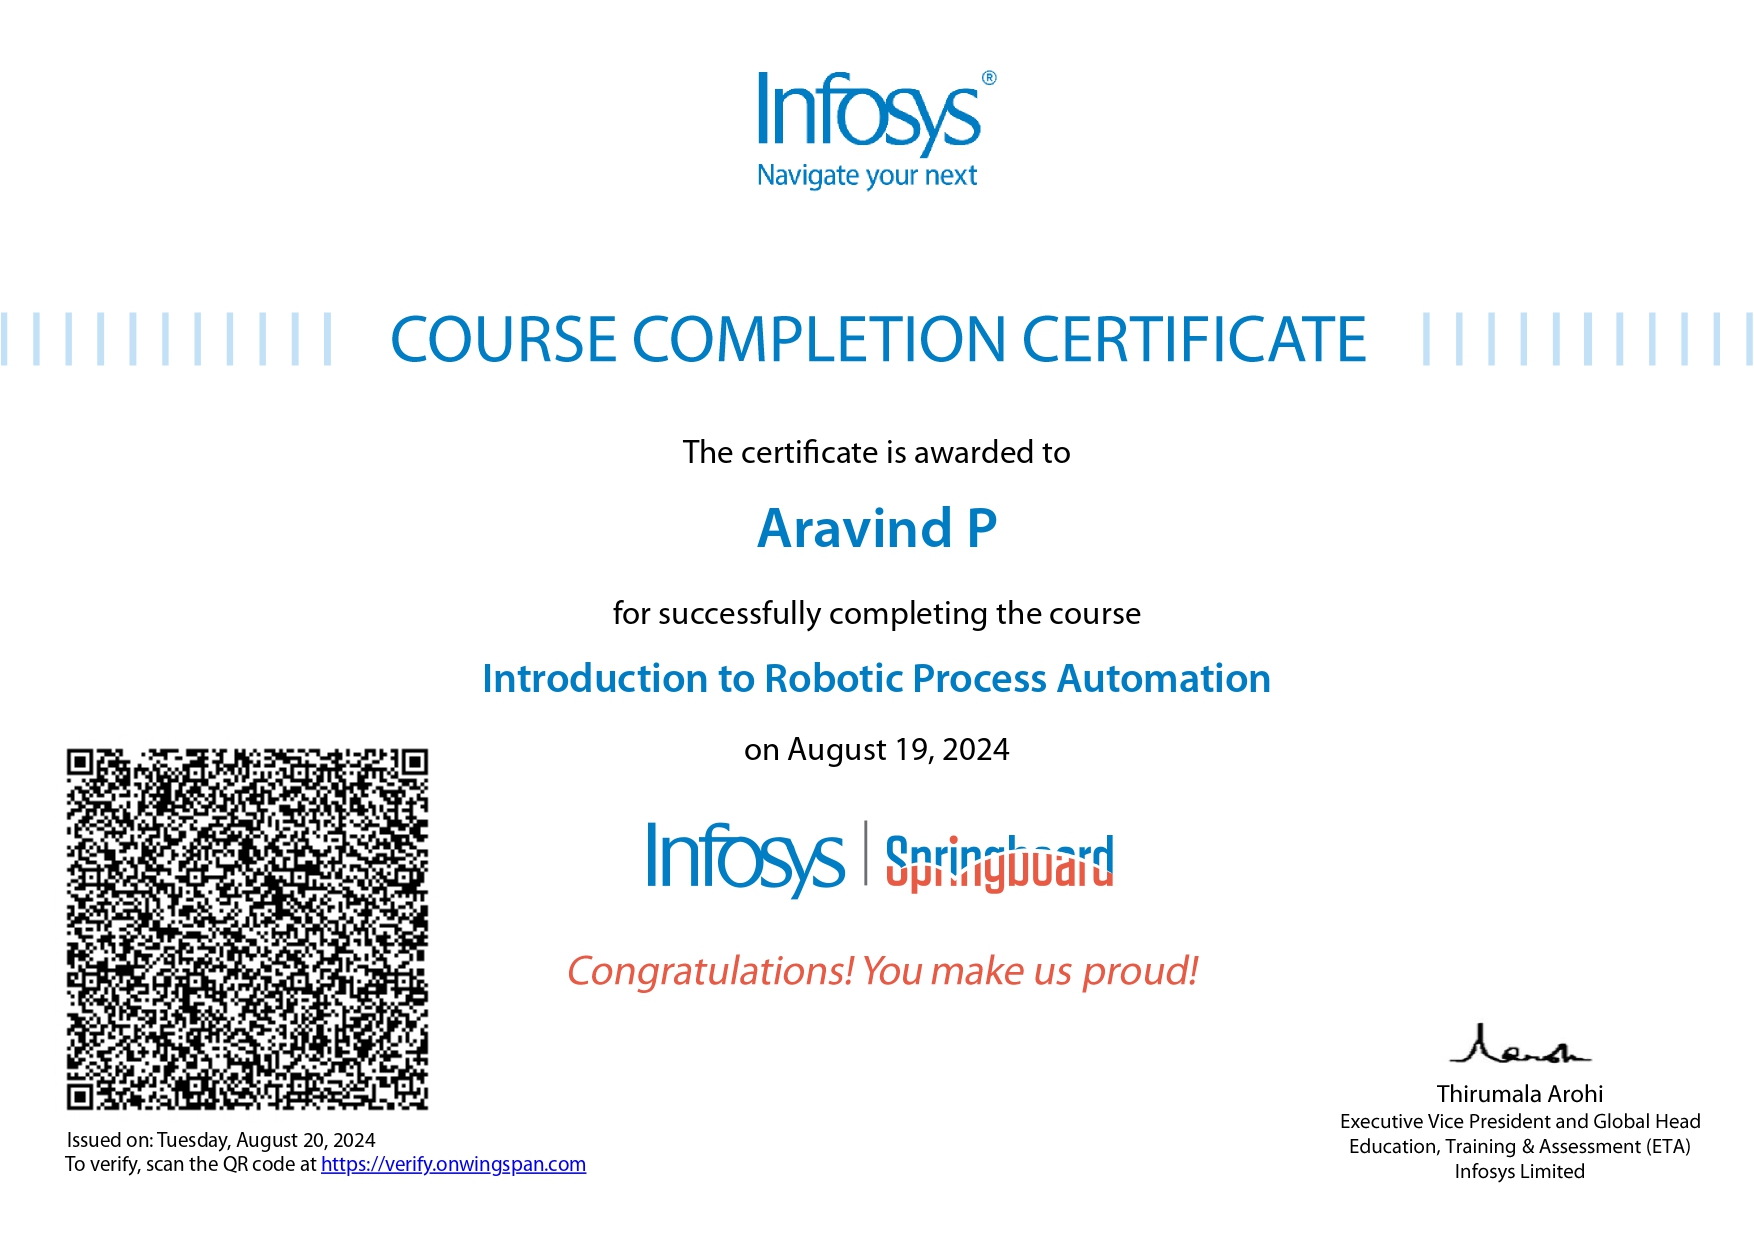 Infosys®
Navigate your next
COURSE COMPLETION CERTIFICATE
The certificate is awarded to
Aravind P
for successfully completing the course
Introduction to Robotic Process Automation
on August 19, 2024
Infosys | Springboard
Congratulations! You make us proud!
Issued on: Tuesday, August 20, 2024
To verify, scan the QR code at https://verify.onwingspan.com
Thirumala Arohi
Executive Vice President and Global Head
Education, Training & Assessment (ETA)
Infosys Limited